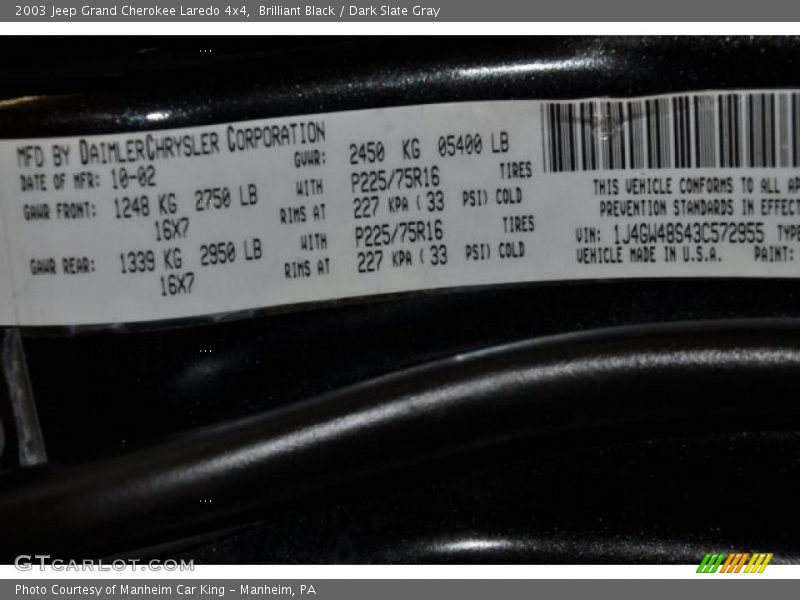 2003 Jeep Grand Cherokee Laredo 4x4,  Brilliant Black / Dark Slate Gray
MFD BY DAIMLERCHRYSLER CORPORATION
DATE OF MFR: 10-02
GVWR: 2450 KG 05400 LB
GAWR FRONT: 1248 KG 2750 LB
WITH P225/75R16 TIRES
16X7
RIMS AT 227 KPA ( 33 PSI) COLD
GAWR REAR: 1339 KG 2950 LB
WITH P225/75R16 TIRES
16X7
RIMS AT 227 KPA ( 33 PSI) COLD
THIS VEHICLE CONFORMS TO ALL AP
PREVENTION STANDARDS IN EFFECT
VIN: 1J4GW48S43C572955 TYPE
VEHICLE MADE IN U.S.A. PAINT:
GTCARLOT.COM
Photo Courtesy of Manheim Car King - Manheim, PA